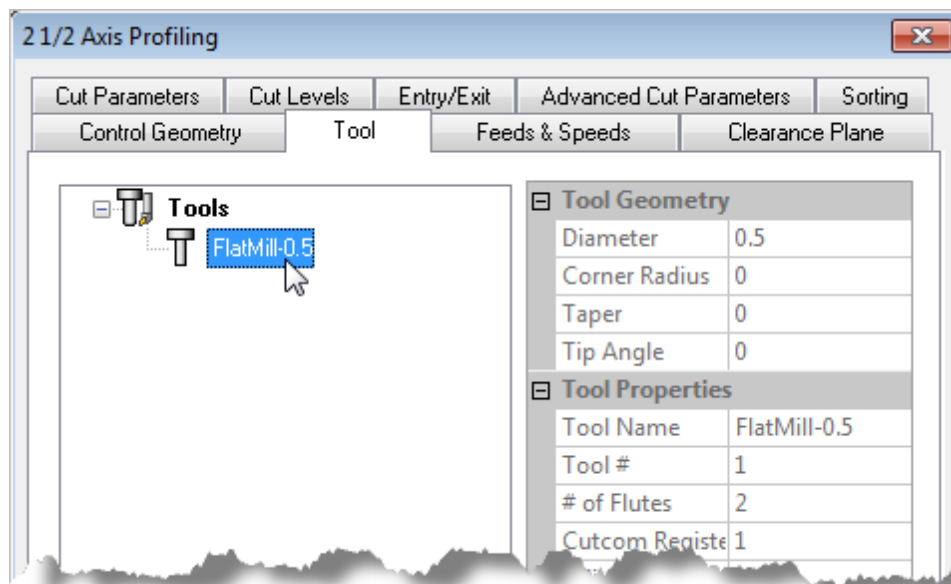 2 1/2 Axis Profiling
Cut Parameters Cut Levels Entry/Exit Advanced Cut Parameters Sorting
Control Geometry Tool Feeds & Speeds Clearance Plane
Tools
FlatMill-0.5
Tool Geometry
Diameter 0.5
Corner Radius 0
Taper 0
Tip Angle 0
Tool Properties
Tool Name FlatMill-0.5
Tool # 1
# of Flutes 2
Cutcom Registe 1